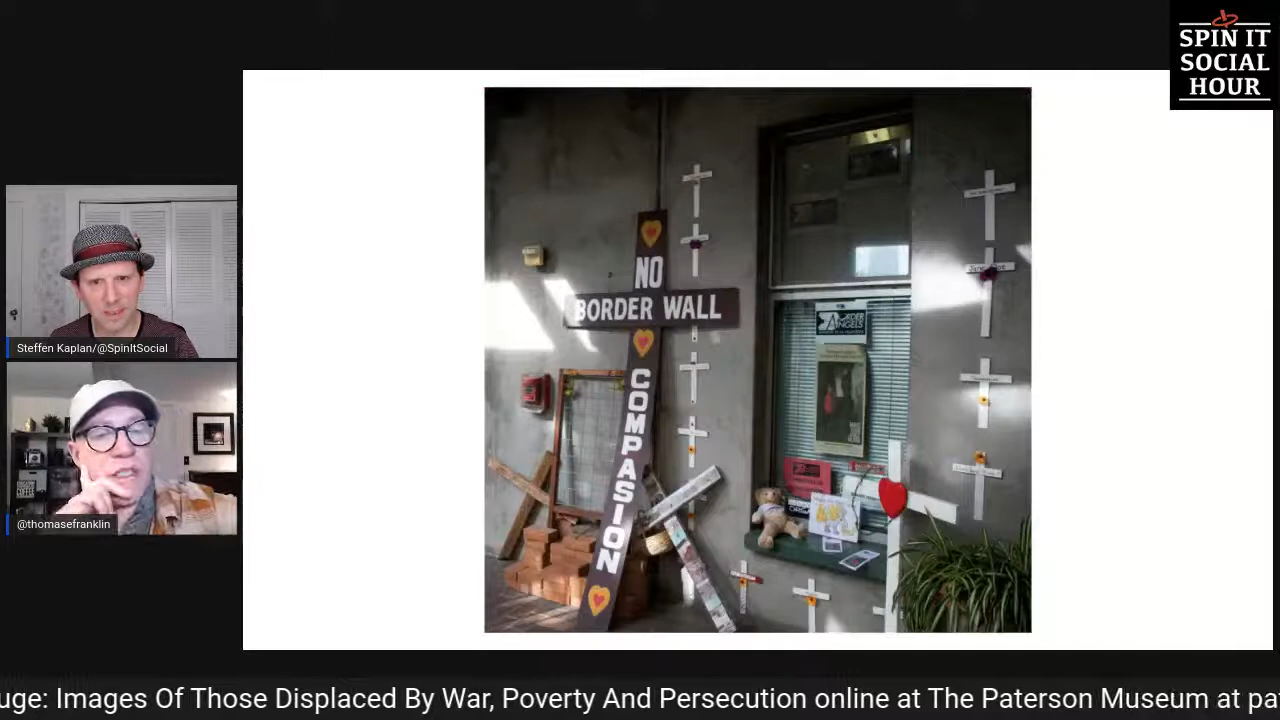 SPIN IT
SOCIAL
HOUR
NO
BORDER WALL
COMPASION
Steffen Kaplan/@SpinItSocial
@thomasefranklin
uge: Images Of Those Displaced By War, Poverty And Persecution online at The Paterson Museum at pa